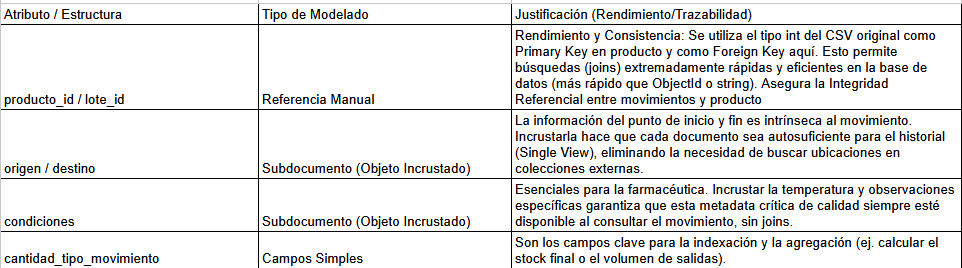 Atributo / Estructura
Tipo de Modelado
Justificación (Rendimiento/Trazabilidad)
producto_id / lote_id
Referencia Manual
Rendimiento y Consistencia: Se utiliza el tipo int del CSV original como
Primary Key en producto y como Foreign Key aquí. Esto permite
búsquedas (joins) extremadamente rápidas y eficientes en la base de
datos (más rápido que ObjectId o string). Asegura la Integridad
Referencial entre movimientos y producto
origen / destino
Subdocumento (Objeto Incrustado)
La información del punto de inicio y fin es intrínseca al movimiento.
Incrustarla hace que cada documento sea autosuficiente para el historial
(Single View), eliminando la necesidad de buscar ubicaciones en
colecciones externas.
condiciones
Subdocumento (Objeto Incrustado)
Esenciales para la farmacéutica. Incrustar la temperatura y observaciones
específicas garantiza que esta metadata crítica de calidad siempre esté
disponible al consultar el movimiento, sin joins.
cantidad_tipo_movimiento
Campos Simples
Son los campos clave para la indexación y la agregación (ej. calcular el
stock final o el volumen de salidas).